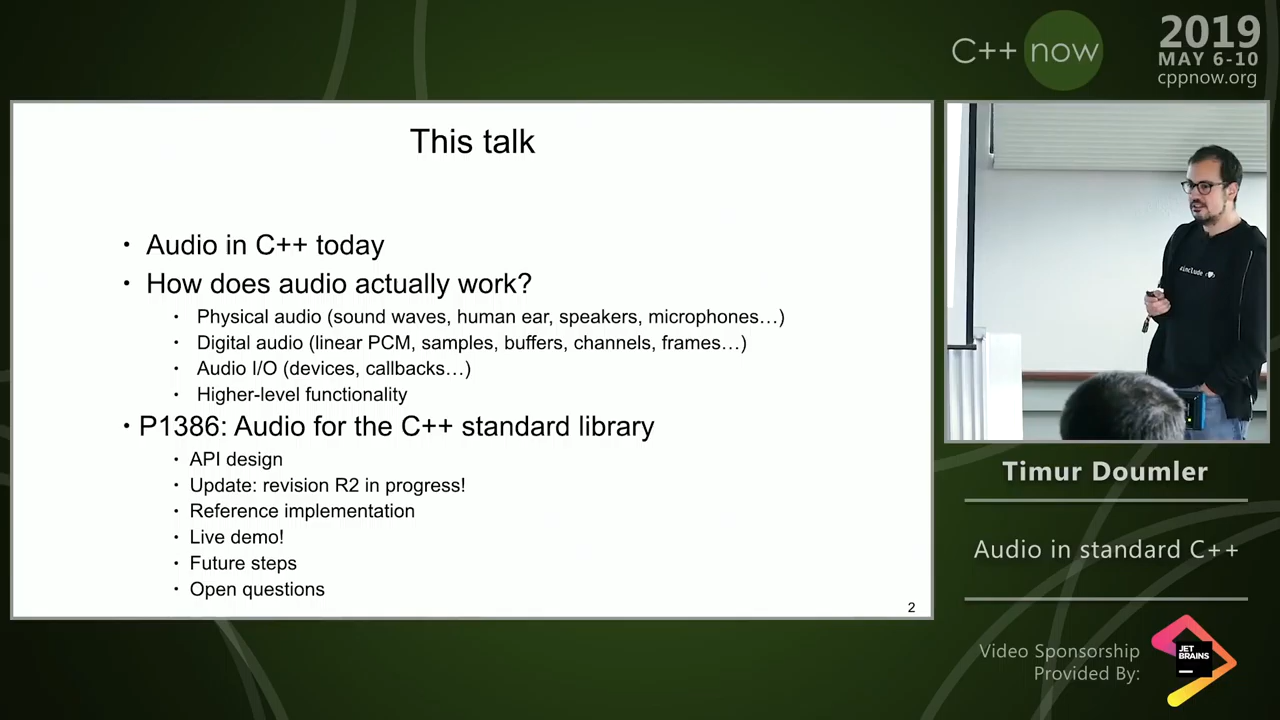 C++ now
2019
MAY 6-10
cppnow.org
This talk
• Audio in C++ today
• How does audio actually work?
• Physical audio (sound waves, human ear, speakers, microphones…)
• Digital audio (linear PCM, samples, buffers, channels, frames…)
• Audio I/O (devices, callbacks…)
• Higher-level functionality
• P1386: Audio for the C++ standard library
• API design
• Update: revision R2 in progress!
• Reference implementation
• Live demo!
• Future steps
• Open questions
2
#include <
Timur Doumler
Audio in standard C++
Video Sponsorship
Provided By:
JET
BRAINS